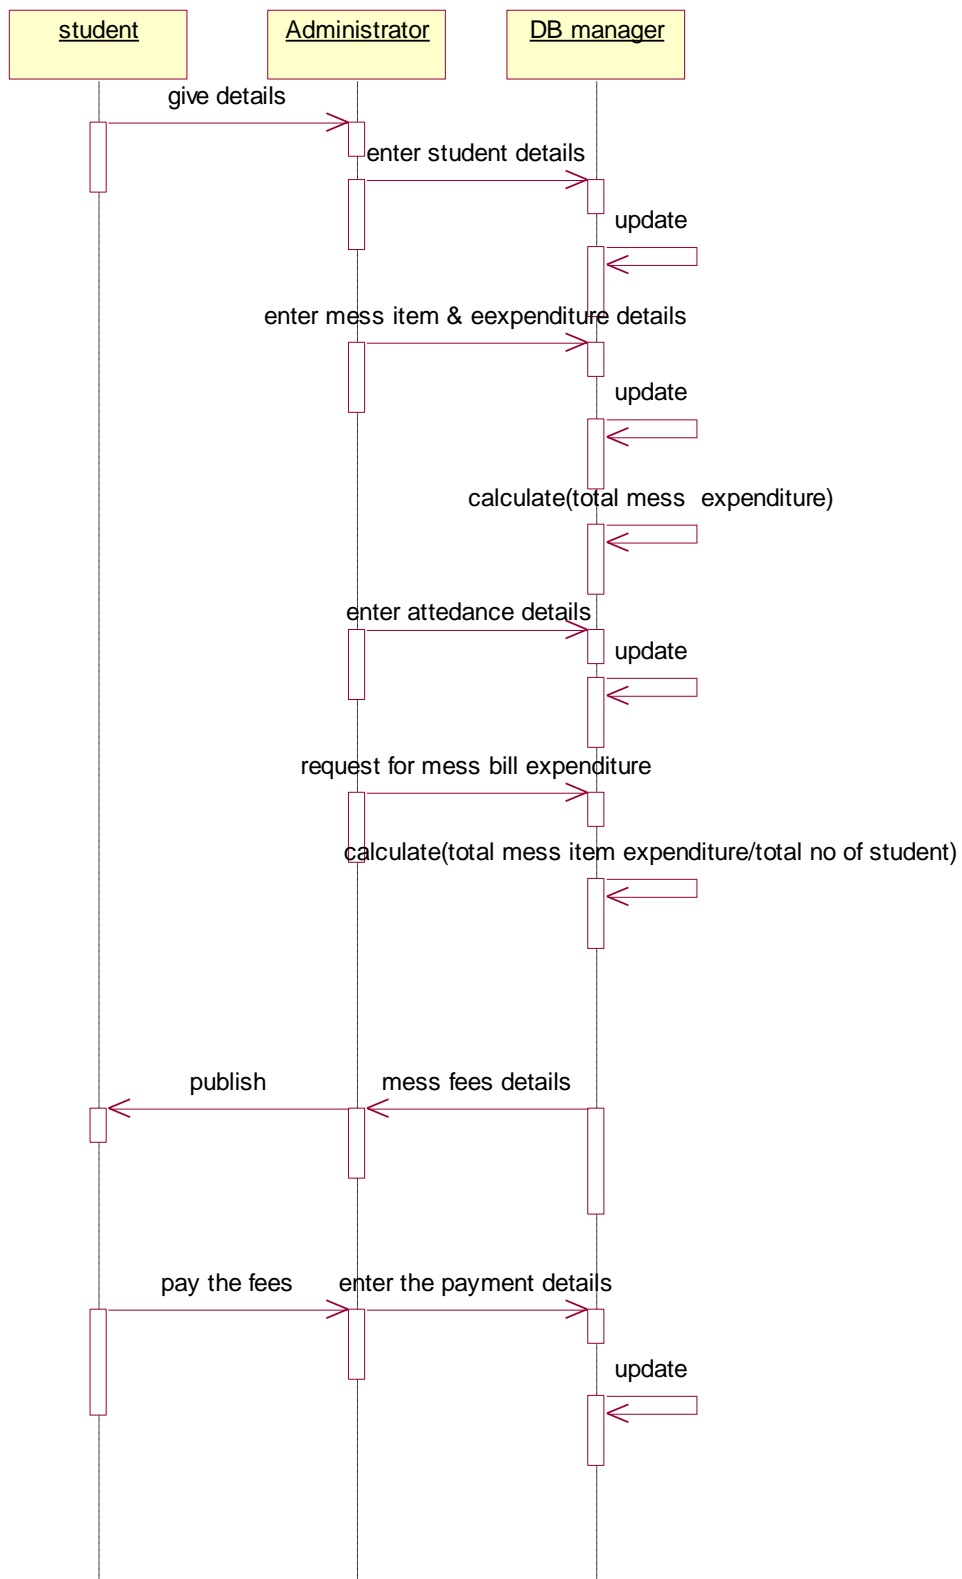 student
Administrator
DB manager
give details
enter student details
update
enter mess item & eexpenditure details
update
calculate(total mess  expenditure)
enter attedance details
update
request for mess bill expenditure
calculate(total mess item expenditure/total no of student)
publish
mess fees details
pay the fees
enter the payment details
update